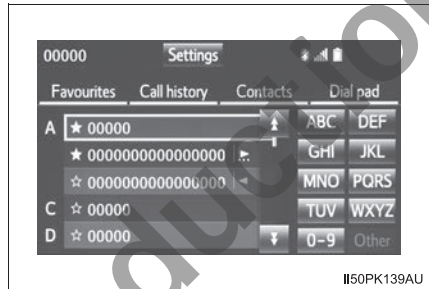 00000 Settings
Favourites Call history Contacts Dial pad
A ★ 00000 ABC DEF
★ 0000000000000000 GHI JKL
☆ 0000000000000000 MNO PQRS
C ☆ 00000 TUV WXYZ
D ☆ 00000 0-9 Other
II50PK139AU